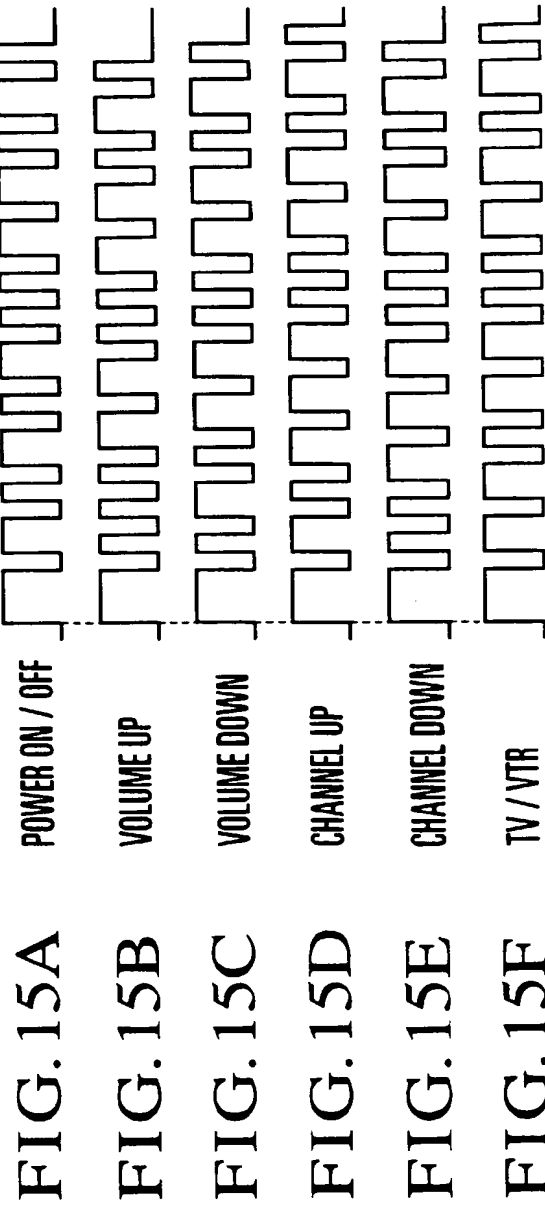 FIG. 15A POWER ON / OFF
FIG. 15B VOLUME UP
FIG. 15C VOLUME DOWN
FIG. 15D CHANNEL UP
FIG. 15E CHANNEL DOWN
FIG. 15F TV / VTR